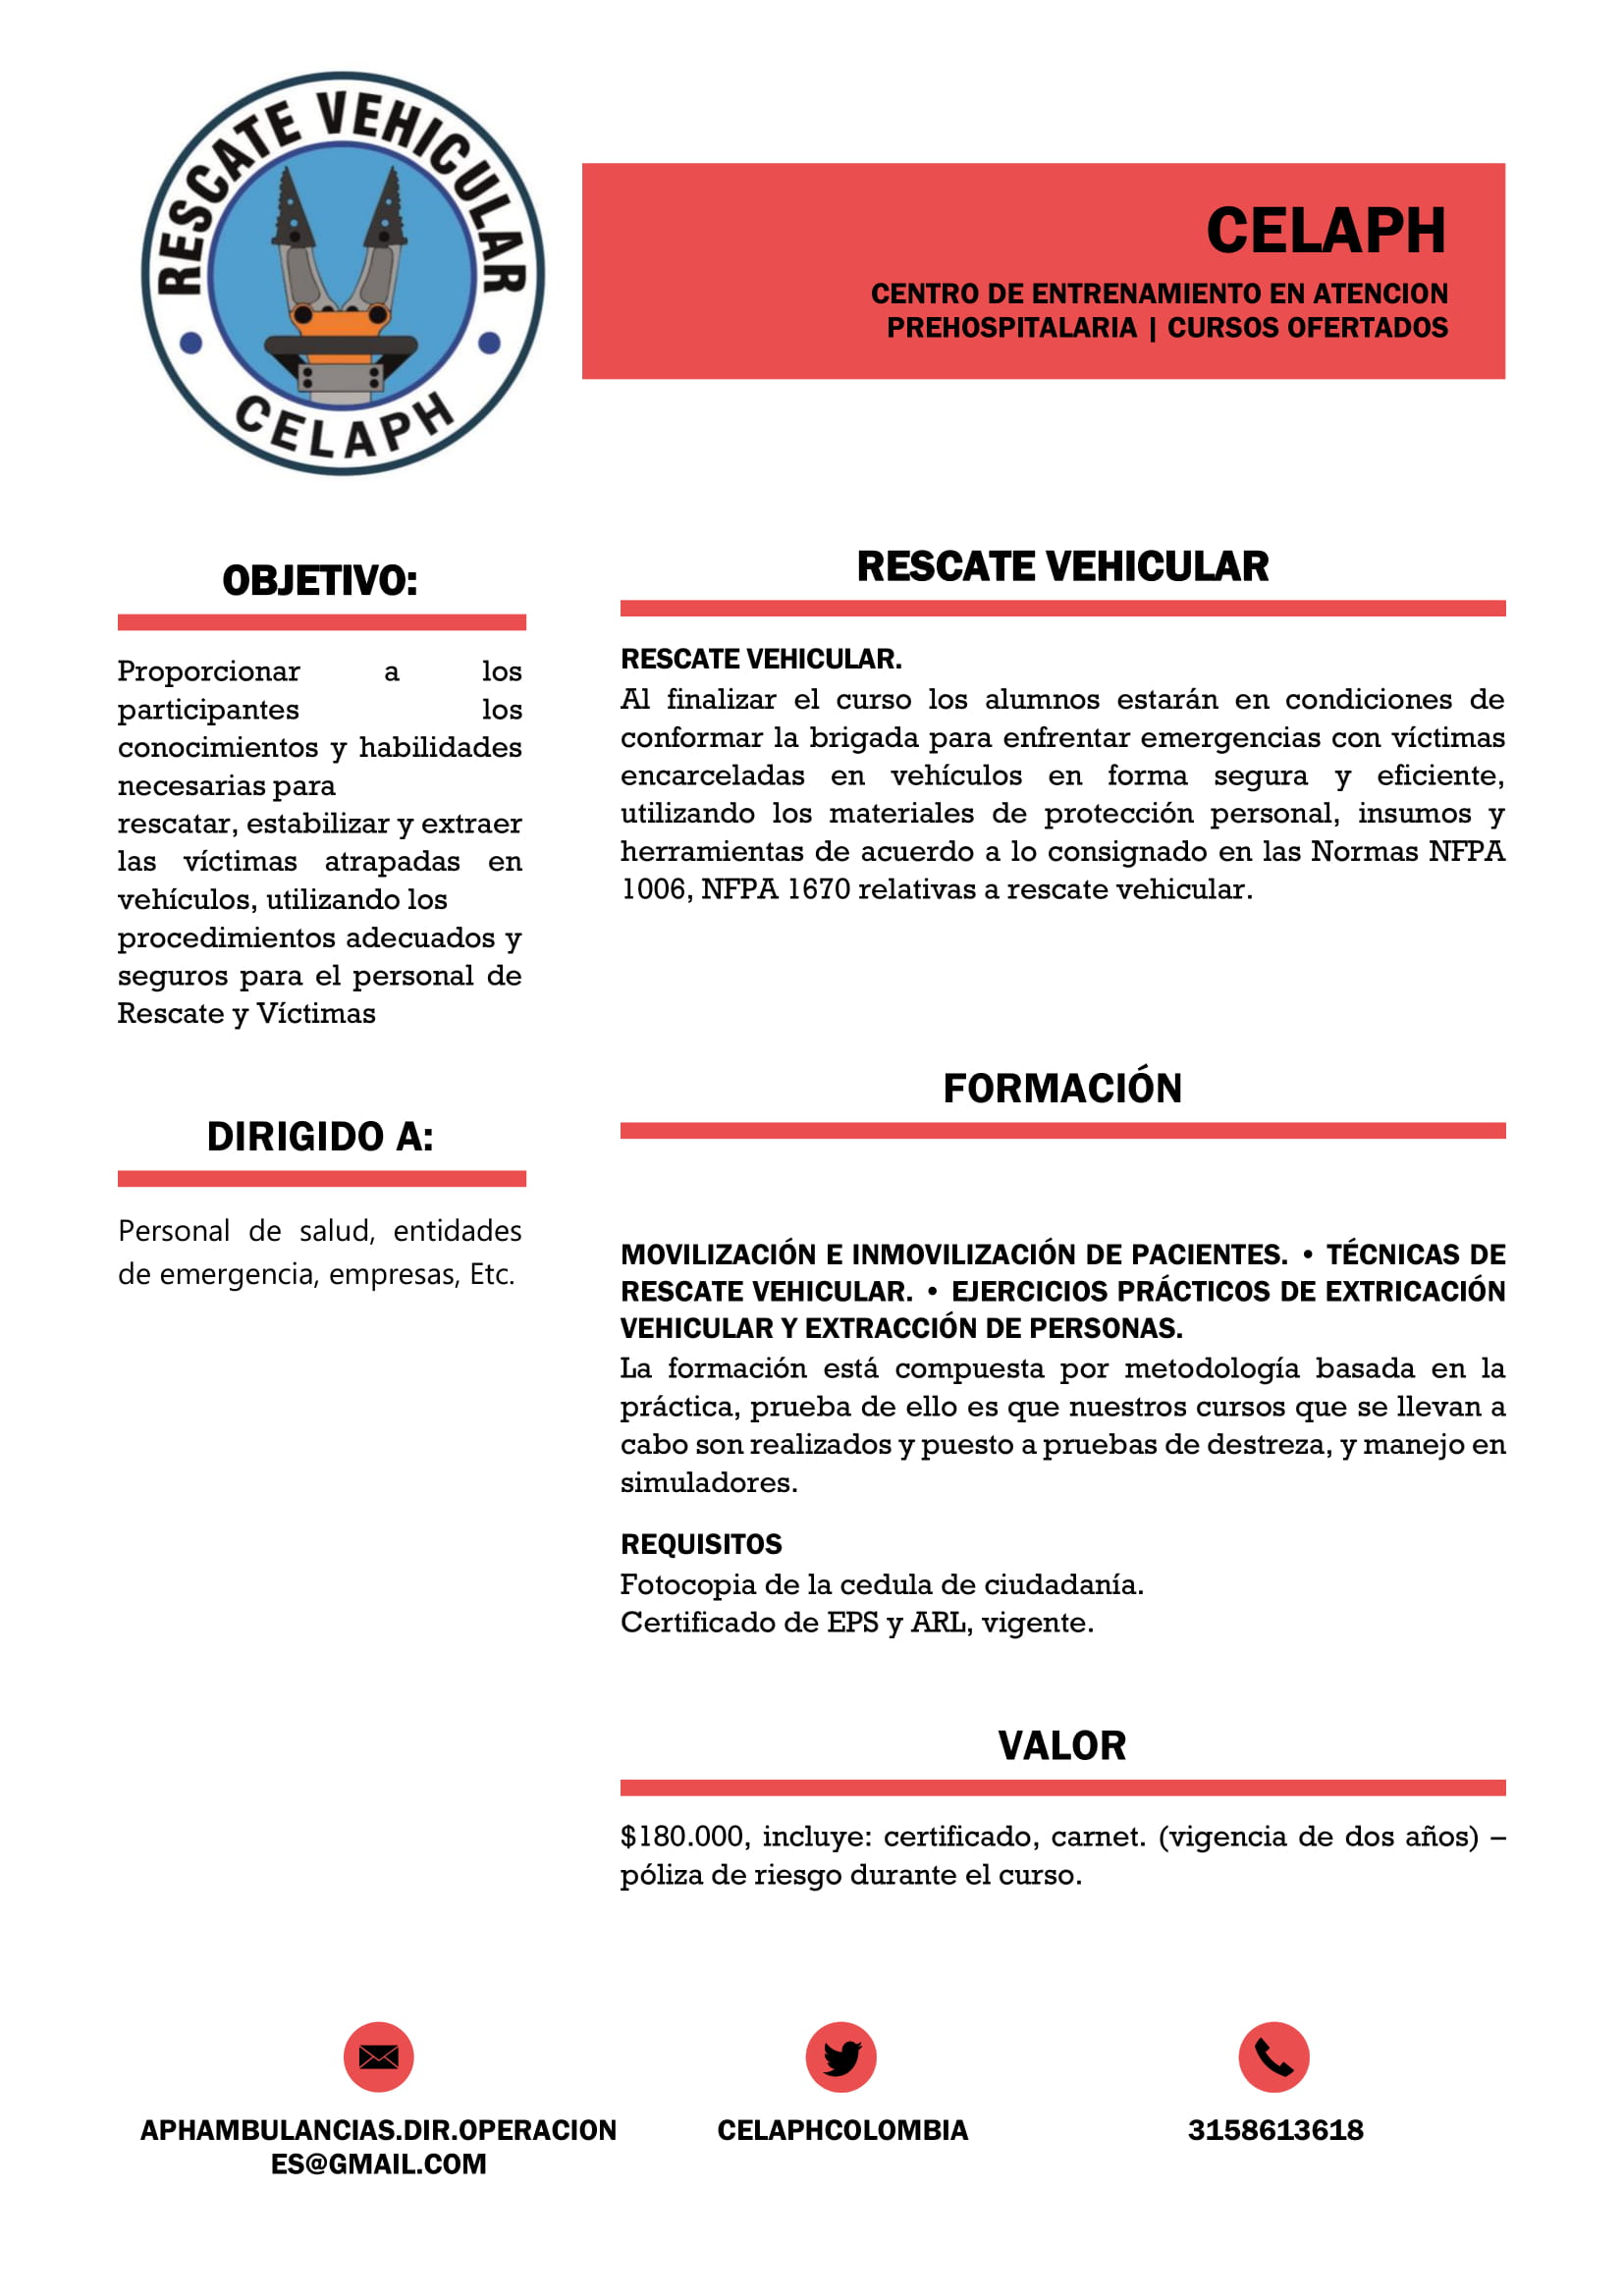 RESCATE VEHICULAR
CELAPH
CELAPH
CENTRO DE ENTRENAMIENTO EN ATENCION
PREHOSPITALARIA | CURSOS OFERTADOS
OBJETIVO:
Proporcionar a los
participantes los
conocimientos y habilidades
necesarias para
rescatar, estabilizar y extraer
las víctimas atrapadas en
vehículos, utilizando los
procedimientos adecuados y
seguros para el personal de
Rescate y Víctimas
DIRIGIDO A:
Personal de salud, entidades
de emergencia, empresas, Etc.
RESCATE VEHICULAR
RESCATE VEHICULAR.
Al finalizar el curso los alumnos estarán en condiciones de
conformar la brigada para enfrentar emergencias con víctimas
encarceladas en vehículos en forma segura y eficiente,
utilizando los materiales de protección personal, insumos y
herramientas de acuerdo a lo consignado en las Normas NFPA
1006, NFPA 1670 relativas a rescate vehicular.
FORMACIÓN
MOVILIZACIÓN E INMOVILIZACIÓN DE PACIENTES. • TÉCNICAS DE
RESCATE VEHICULAR. • EJERCICIOS PRÁCTICOS DE EXTRICACIÓN
VEHICULAR Y EXTRACCIÓN DE PERSONAS.
La formación está compuesta por metodología basada en la
práctica, prueba de ello es que nuestros cursos que se llevan a
cabo son realizados y puesto a pruebas de destreza, y manejo en
simuladores.
REQUISITOS
Fotocopia de la cedula de ciudadanía.
Certificado de EPS y ARL, vigente.
VALOR
$180.000, incluye: certificado, carnet. (vigencia de dos años) –
póliza de riesgo durante el curso.
APHAMBULANCIAS.DIR.OPERACION
ES@GMAIL.COM
CELAPHCOLOMBIA
3158613618